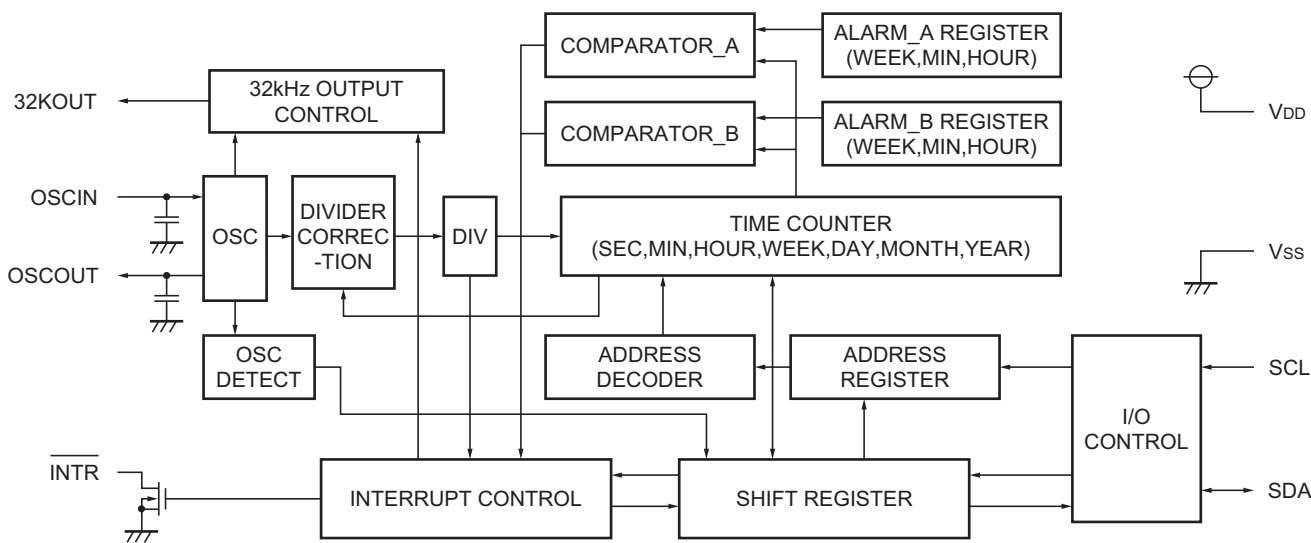 COMPARATOR_A
ALARM_A REGISTER
(WEEK,MIN,HOUR)
32KOUT
32kHz OUTPUT
CONTROL
COMPARATOR_B
ALARM_B REGISTER
(WEEK,MIN,HOUR)
VDD
OSCIN
OSC
DIVIDER
CORREC
-TION
DIV
TIME COUNTER
(SEC,MIN,HOUR,WEEK,DAY,MONTH,YEAR)
VSS
OSCOUT
OSC
DETECT
ADDRESS
DECODER
ADDRESS
REGISTER
I/O
CONTROL
SCL
INTR
INTERRUPT CONTROL
SHIFT REGISTER
SDA